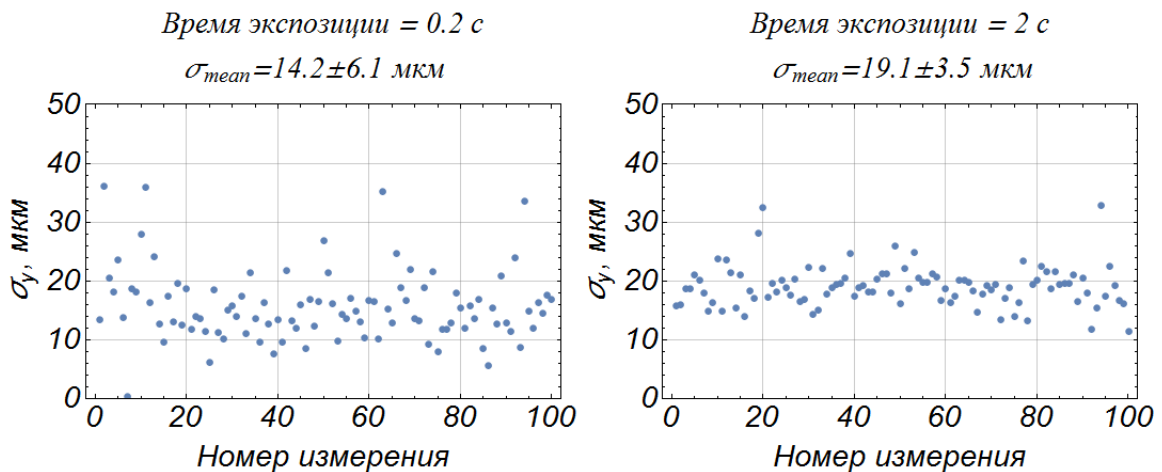 Время экспозиции = 0.2 с
σmean=14.2±6.1 мкм
50
40
30
20
10
0
σy, мкм
0 20 40 60 80 100
Номер измерения
Время экспозиции = 2 с
σmean=19.1±3.5 мкм
50
40
30
20
10
0
σy, мкм
0 20 40 60 80 100
Номер измерения